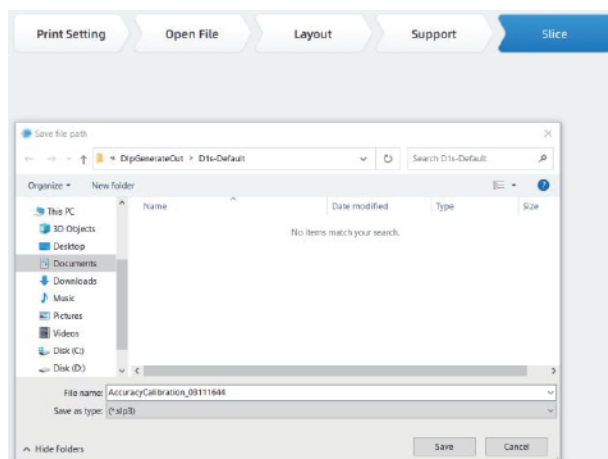 Print Setting Open File Layout Support Slice
Save file path
« DlpGenerateOut > D1s-Default Search D1s-Default
Organize New folder
Name Date modified Type Size
No items match your search.
This PC
3D Objects
Desktop
Documents
Downloads
Music
Pictures
Videos
Disk (C:)
Disk (D:)
File name: AccuracyCalibration_03111644
Save as type: (*.slp3)
Hide Folders Save Cancel